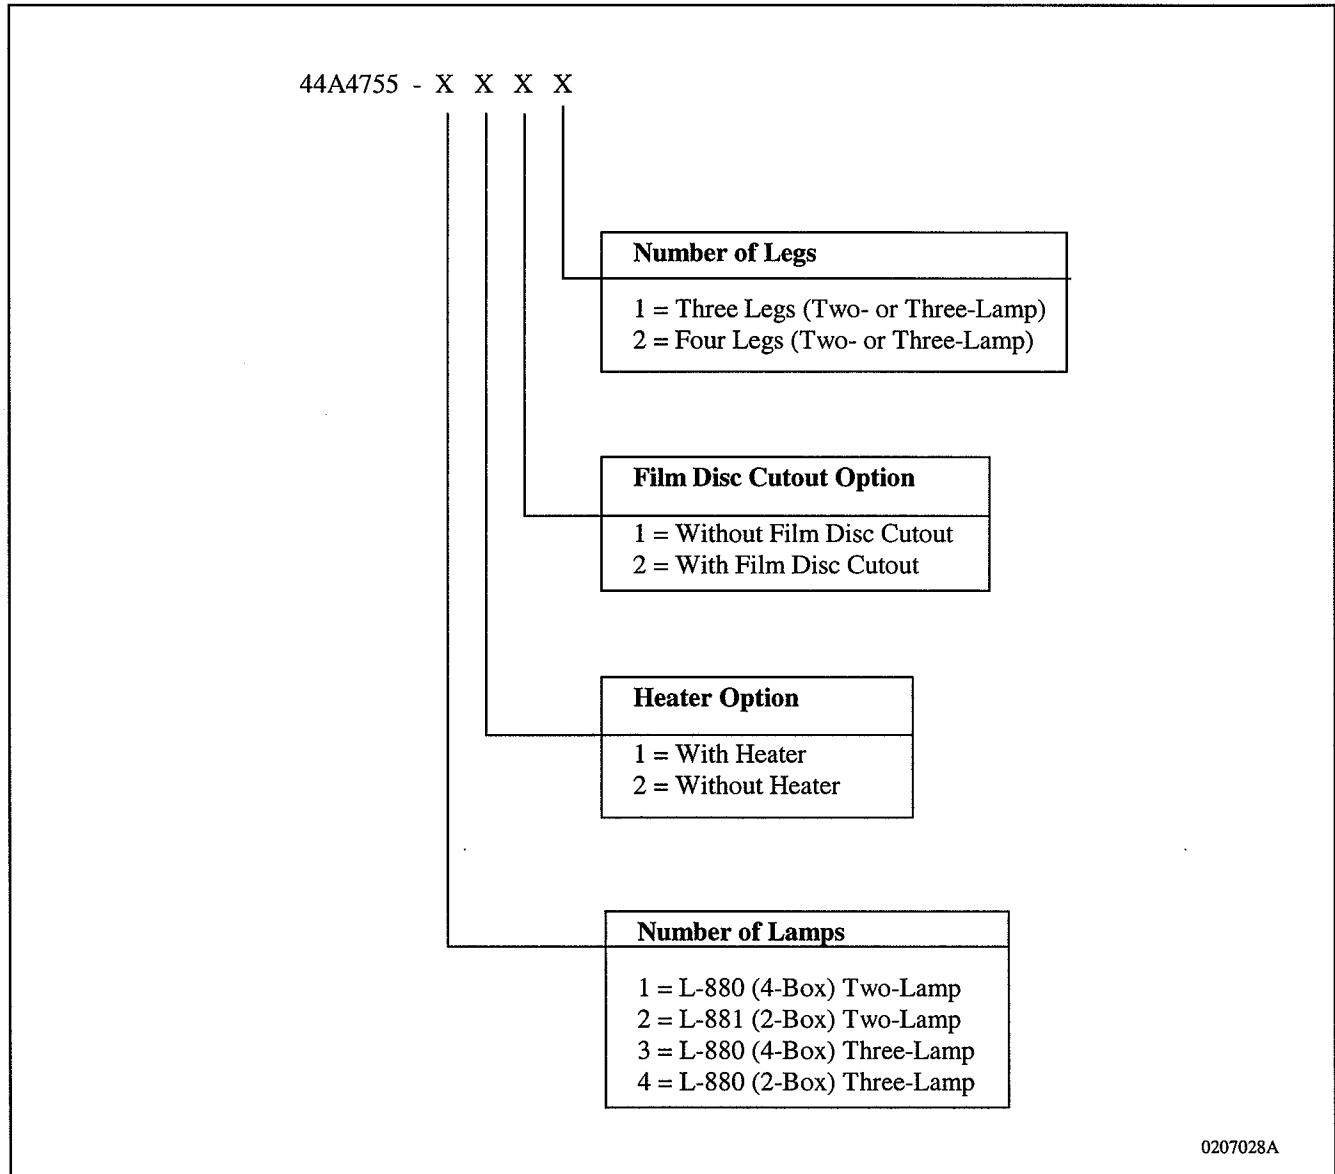 44A4755 - X X X X
Number of Legs
1 = Three Legs (Two- or Three-Lamp)
2 = Four Legs (Two- or Three-Lamp)
Film Disc Cutout Option
1 = Without Film Disc Cutout
2 = With Film Disc Cutout
Heater Option
1 = With Heater
2 = Without Heater
Number of Lamps
1 = L-880 (4-Box) Two-Lamp
2 = L-881 (2-Box) Two-Lamp
3 = L-880 (4-Box) Three-Lamp
4 = L-880 (2-Box) Three-Lamp
0207028A